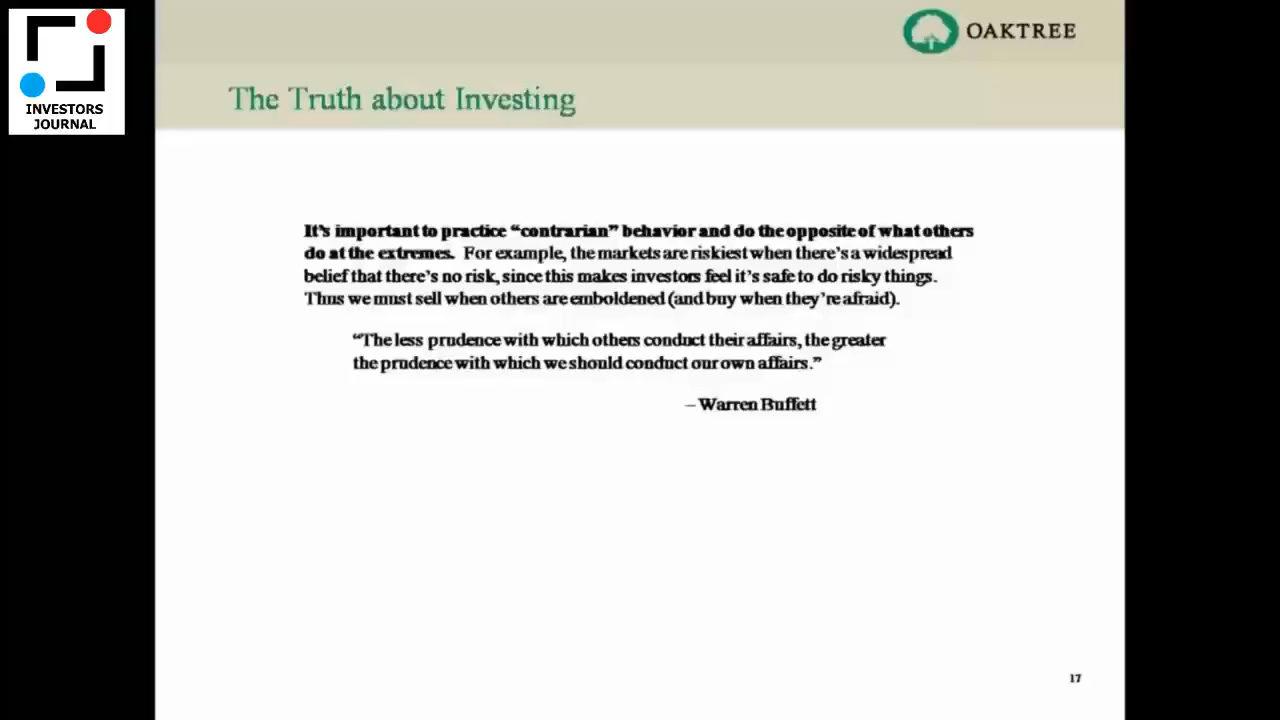 INVESTORS
JOURNAL
OAKTREE
The Truth about Investing
It's important to practice “contrarian” behavior and do the opposite of what others
do at the extremes. For example, the markets are riskiest when there's a widespread
belief that there's no risk, since this makes investors feel it's safe to do risky things.
Thus we must sell when others are emboldened (and buy when they're afraid).
“The less prudence with which others conduct their affairs, the greater
the prudence with which we should conduct our own affairs.”
– Warren Buffett
17